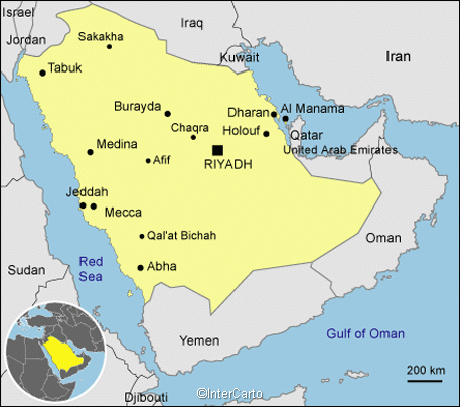 Israel
Iraq
Jordan
Sakakha
Iran
Kuwait
Tabuk
Burayda
Dharan
Al Manama
Chaqra
Holouf
Qatar
Medina
Afif
RIYADH
United Arab Emirates
Jeddah
Mecca
Qal'at Bichah
Oman
Red
Sea
Abha
Sudan
Yemen
Gulf of Oman
200 km
Djibouti
©InterCarto